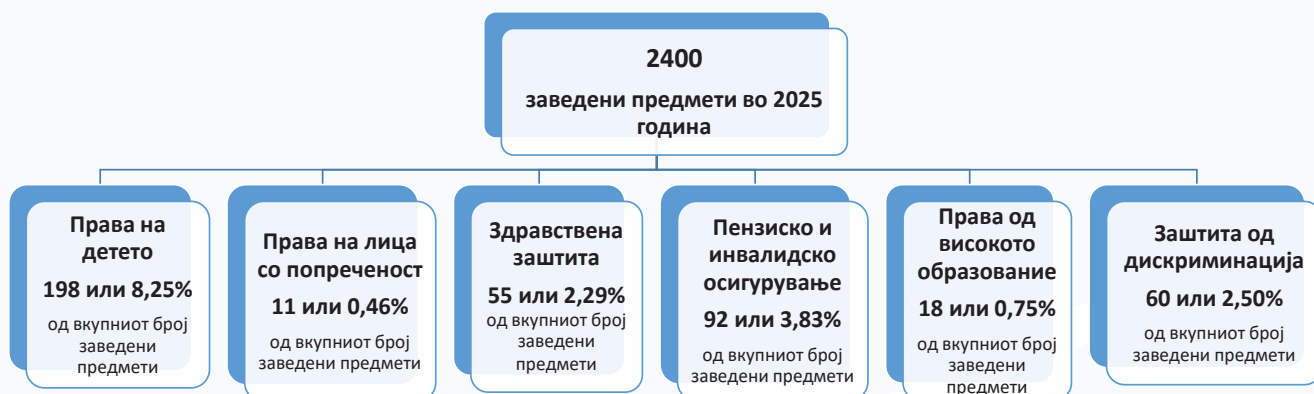 2400
заведени предмети во 2025
година
Права на
детето
198 или 8,25%
од вкупниот број
заведени
предмети
Права на лица
со попреченост
11 или 0,46%
од вкупниот број
заведени предмети
Здравствена
заштита
55 или 2,29%
од вкупниот број
заведени
предмети
Пензиско и
инвалидско
осигурување
92 или 3,83%
од вкупниот број
заведени предмети
Права од
високото
образование
18 или 0,75%
од вкупниот број
заведени
предмети
Заштита од
дискриминација
60 или 2,50%
од вкупниот број
заведени предмети